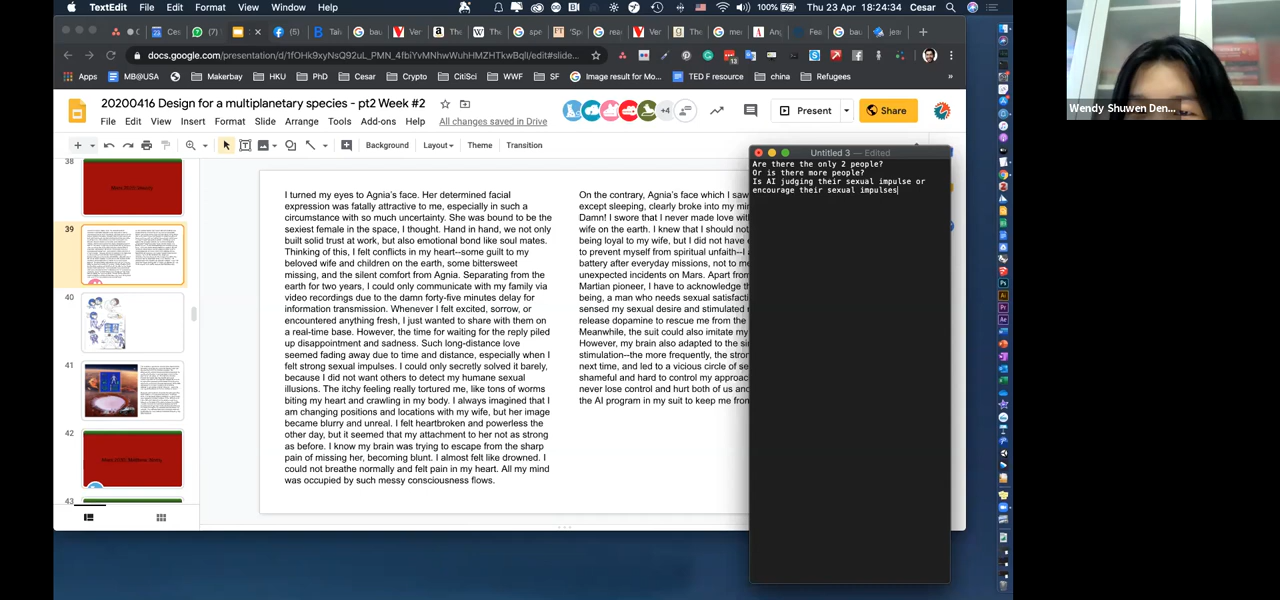 TextEdit File Edit Format View Window Help 100% Thu 23 Apr 18:24:34 Cesar
docs.google.com/presentation/d/1fOHk9xyNsQ92uL_PMN_4fbiYvMNhwWuhHMZHTkwBqlI/edit#slide...
Apps MB@USA Makerbay HKU PhD Cesar Crypto CitiSci WWF SF Image result for Mo... TED F resource china Refugees »
20200416 Design for a multiplanetary species - pt2 Week #2
+4 Present Share
File Edit View Insert Format Slide Arrange Tools Add-ons Help All changes saved in Drive
Background Layout Theme Transition
38
39
40
41
42
43
I turned my eyes to Agnia's face. Her determined facial
expression was fatally attractive to me, especially in such a
circumstance with so much uncertainty. She was bound to be the
sexiest female in the space, I thought. Hand in hand, we not only
built solid trust at work, but also emotional bond like soul mates.
Thinking of this, I felt conflicts in my heart--some guilt to my
beloved wife and children on the earth, some bittersweet
missing, and the silent comfort from Agnia. Separating from the
earth for two years, I could only communicate with my family via
video recordings due to the damn forty-five minutes delay for
information transmission. Whenever I felt excited, sorrow, or
encountered anything fresh, I just wanted to share with them on
a real-time base. However, the time for waiting for the reply piled
up disappointment and sadness. Such long-distance love
seemed fading away due to time and distance, especially when I
felt strong sexual impulses. I could only secretly solved it barely,
because I did not want others to detect my humane sexual
illusions. The itchy feeling really tortured me, like tons of worms
biting my heart and crawling in my body. I always imagined that I
am changing positions and locations with my wife, but her image
became blurry and unreal. I felt heartbroken and powerless the
other day, but it seemed that my attachment to her not as strong
as before. I know my brain was trying to escape from the sharp
pain of missing her, becoming blunt. I almost felt like drowned. I
could not breathe normally and felt pain in my heart. All my mind
was occupied by such messy consciousness flows.
On the contrary, Agnia's face which I saw
except sleeping, clearly broke into my mi
Damn! I swore that I never made love with
wife on the earth. I knew that I should not
being loyal to my wife, but I did not have e
to prevent myself from spiritual unfaith--I a
battery after everyday missions, not to me
unexpected incidents on Mars. Apart from
Martian pioneer, I have to acknowledge th
being, a man who needs sexual satisfacti
sensed my sexual desire and stimulated m
release dopamine to rescue me from the
Meanwhile, the suit could also imitate my
However, my brain also adapted to the si
stimulation--the more frequently, the stron
next time, and led to a vicious circle of se
shameful and hard to control my approac
never lose control and hurt both of us and
the AI program in my suit to keep me from
Untitled 3 — Edited
Are there the only 2 people?
Or is there more people?
Is AI judging their sexual impulse or
encourage their sexual impulses
Wendy Shuwen Den...